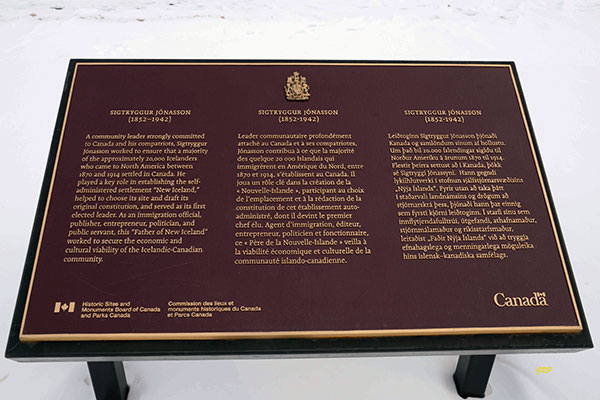 SIGTRYGGUR JÓNASSON
(1852–1942)
A community leader strongly committed
to Canada and his compatriots, Sigtryggur
Jónasson worked to ensure that a majority
of the approximately 20,000 Icelanders
who came to North America between
1870 and 1914 settled in Canada. He
played a key role in establishing the self-
administered settlement "New Iceland,"
helped to choose its site and draft its
original constitution, and served as its first
elected leader. As an immigration official,
publisher, entrepreneur, politician, and
public servant, this "Father of New Iceland"
worked to secure the economic and
cultural viability of the Icelandic-Canadian
community.
SIGTRYGGUR JÓNASSON
(1852-1942)
Leader communautaire profondément
attaché au Canada et à ses compatriotes,
Jónasson contribua à ce que la majorité
des quelque 20 000 Islandais qui
immigrèrent en Amérique du Nord, entre
1870 et 1914, s'établissent au Canada. Il
joua un rôle clé dans la création de la
« Nouvelle-Islande », participant au choix
de l'emplacement et à la rédaction de la
constitution de cet établissement auto-
administré, dont il devint le premier
chef élu. Agent d'immigration, éditeur,
entrepreneur, politicien et fonctionnaire,
ce « Père de la Nouvelle-Islande » veilla à
la viabilité économique et culturelle de la
communauté islando-canadienne.
SIGTRYGGUR JÓNASSON
(1852-1942)
Leiðtoginn Sigtryggur Jónasson þjónaði
Kanada og samlöndum sínum af hollustu.
Um það bil 20.000 Íslendingar sigldu til
Norður Ameríku á árunum 1870 til 1914.
Flestir þeirra settust að í Kanada, þökk
sé Sigtryggi Jónassyni. Hann gegndi
lykilhlutverki í stofnun sjálfstjórnarsvæðisins
„Nýja Íslands". Fyrir utan að taka þátt
í staðarvali landnámsins og drögum að
stjórnarskrá þess, þjónaði hann þar einnig
sem fyrsti kjörni leiðtoginn. Í starfi sínu sem
innflytjendafulltrúi, útgefandi, athafnamaður,
stjórnmálamaður og ríkisstarfsmaður,
leitaðist „Faðir Nýja Íslands" við að tryggja
efnahagslega og menningarlega möguleika
hins íslensk-kanadíska samfélags.
Historic Sites and
Monuments Board of Canada
and Parks Canada
Commission des lieux et
monuments historiques du Canada
et Parcs Canada
Canada